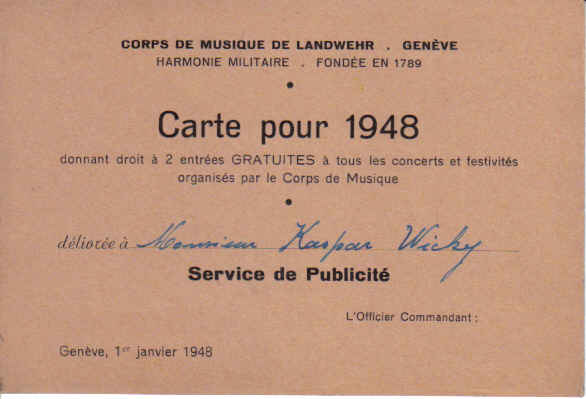 CORPS DE MUSIQUE DE LANDWEHR . GENÈVE
HARMONIE MILITAIRE . FONDÉE EN 1789
Carte pour 1948
donnant droit à 2 entrées GRATUITES à tous les concerts et festivités
organisés par le Corps de Musique
délivrée à Monsieur Kaspar Wicky
Service de Publicité
L'Officier Commandant :
Genève, 1er janvier 1948